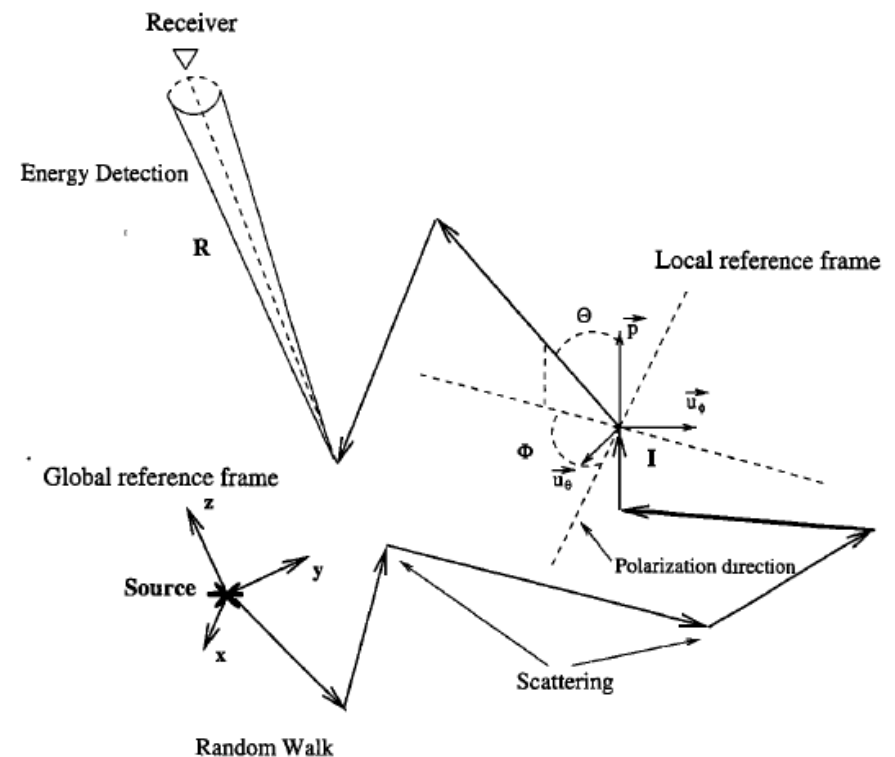 Receiver
Energy Detection
R
Local reference frame
Θ
p
u_ϕ
Φ
u_θ
I
Global reference frame
z
y
Source
x
Polarization direction
Scattering
Random Walk